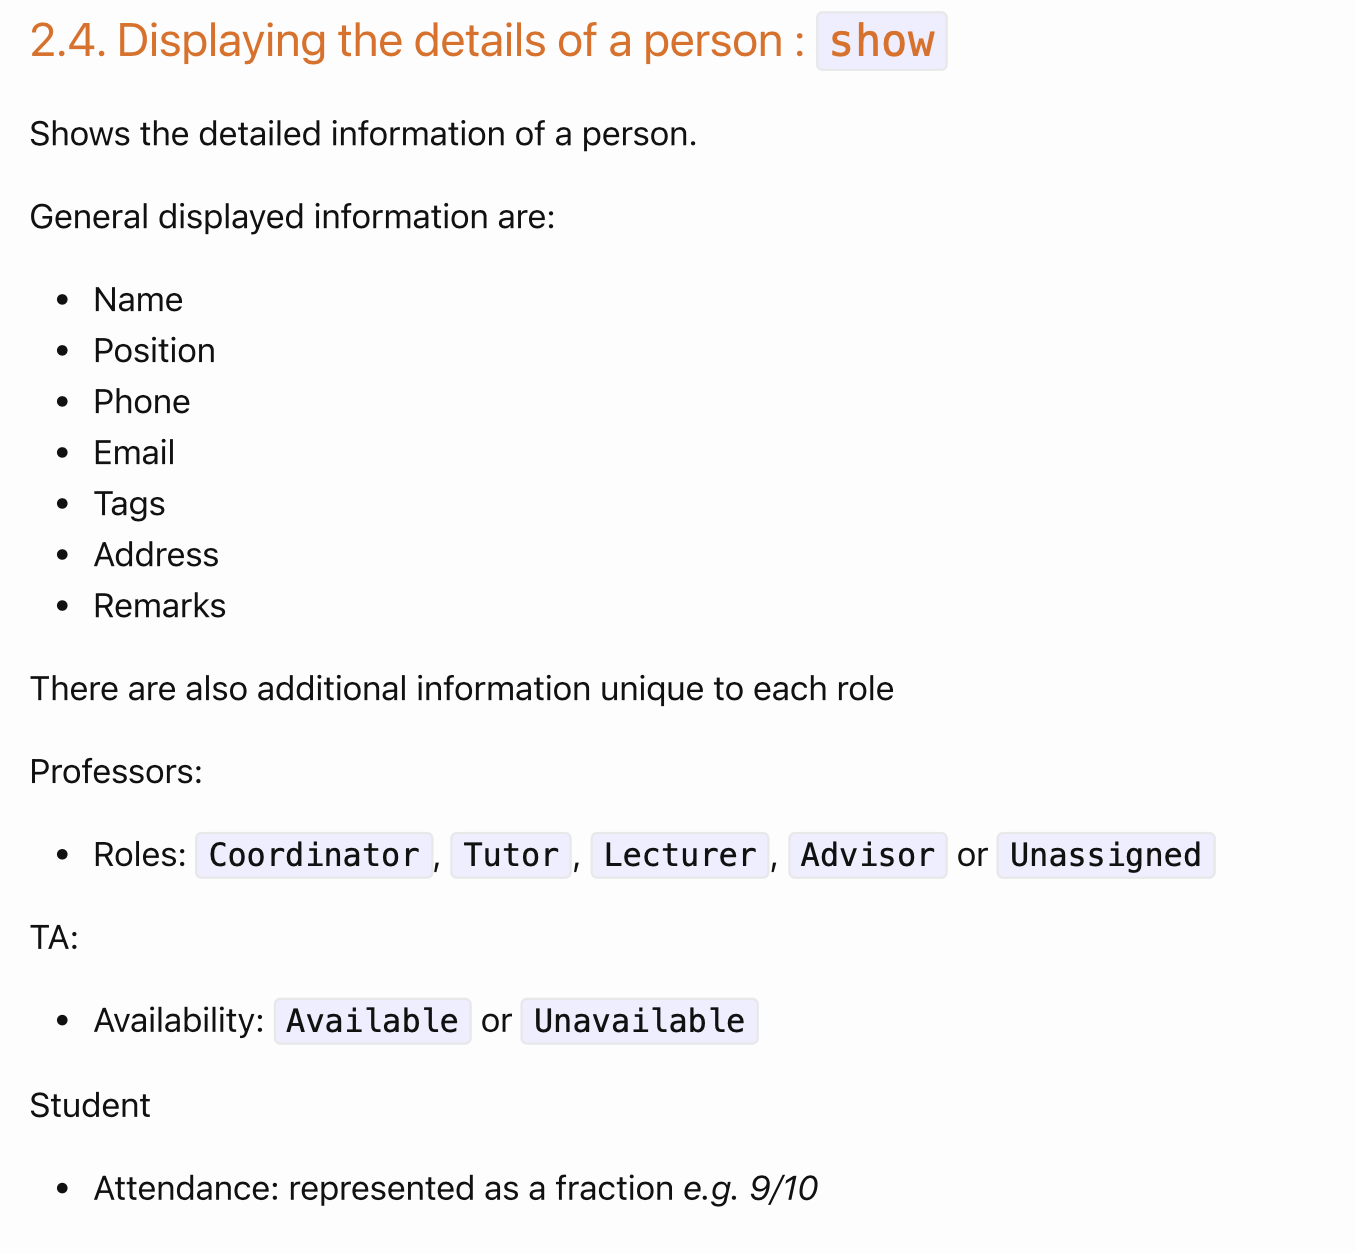 2.4. Displaying the details of a person : show
Shows the detailed information of a person.
General displayed information are:
• Name
• Position
• Phone
• Email
• Tags
• Address
• Remarks
There are also additional information unique to each role
Professors:
• Roles: Coordinator, Tutor, Lecturer, Advisor or Unassigned
TA:
• Availability: Available or Unavailable
Student
• Attendance: represented as a fraction e.g. 9/10